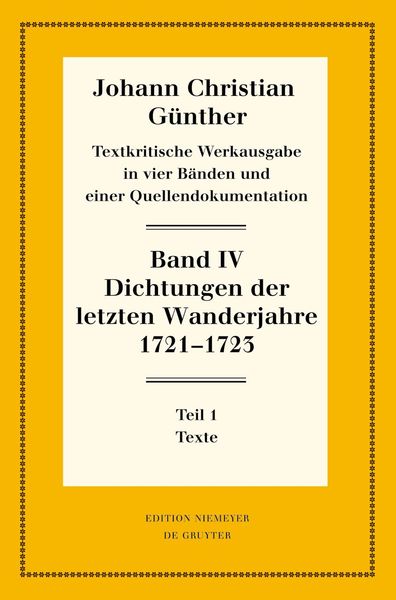 Johann Christian
Günther
Textkritische Werkausgabe
in vier Bänden und
einer Quellendokumentation
Band IV
Dichtungen der
letzten Wanderjahre
1721–1723
Teil 1
Texte
EDITION NIEMEYER
DE GRUYTER